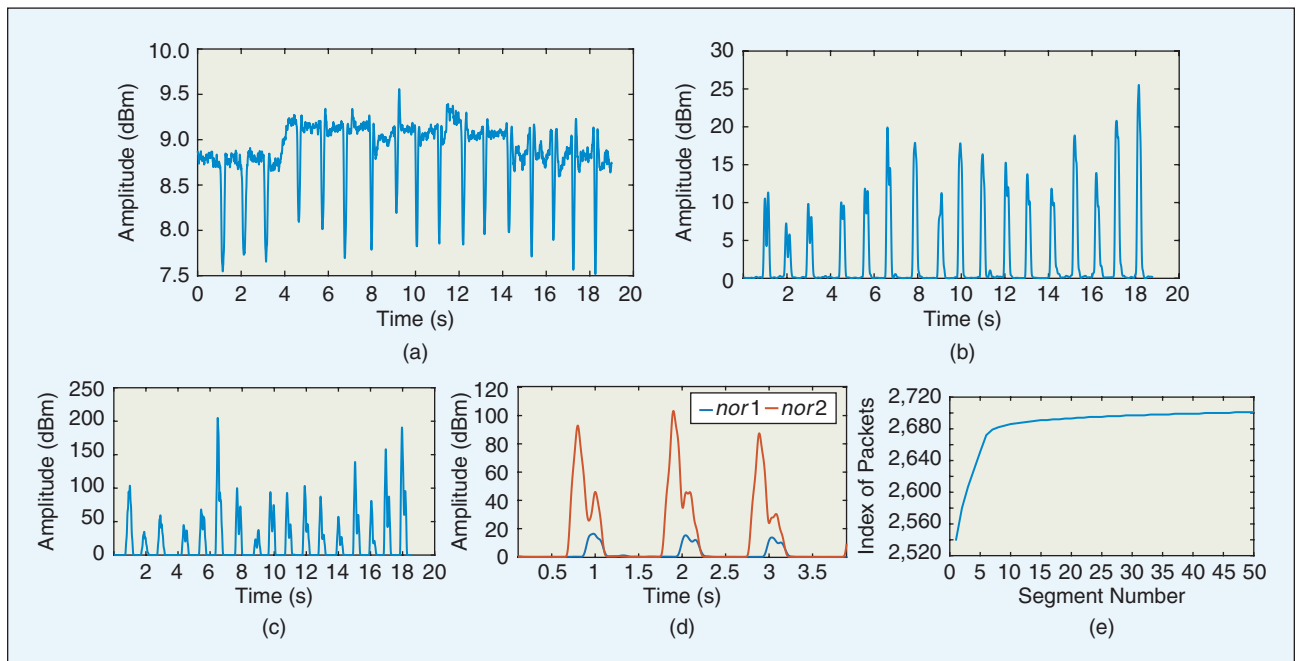 10.0
9.5
9.0
8.5
8.0
7.5
Amplitude (dBm)
0 2 4 6 8 10 12 14 16 18 20
Time (s)
(a)
30
25
20
15
10
5
0
Amplitude (dBm)
2 4 6 8 10 12 14 16 18 20
Time (s)
(b)
250
200
150
100
50
0
Amplitude (dBm)
2 4 6 8 10 12 14 16 18 20
Time (s)
(c)
120
100
80
60
40
20
0
Amplitude (dBm)
nor1 nor2
0.5 1 1.5 2 2.5 3 3.5
Time (s)
(d)
2,720
2,680
2,640
2,600
2,560
2,520
Index of Packets
0 5 10 15 20 25 30 35 40 45 50
Segment Number
(e)